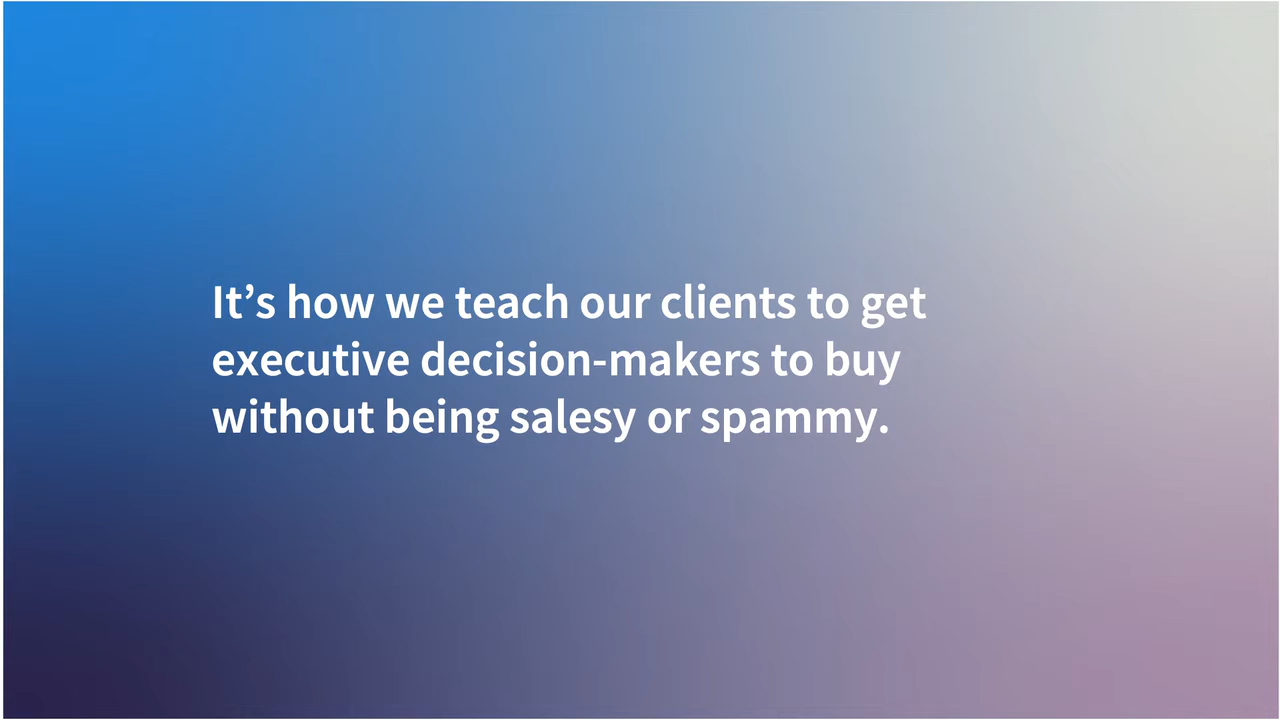 It’s how we teach our clients to get
executive decision-makers to buy
without being salesy or spammy.